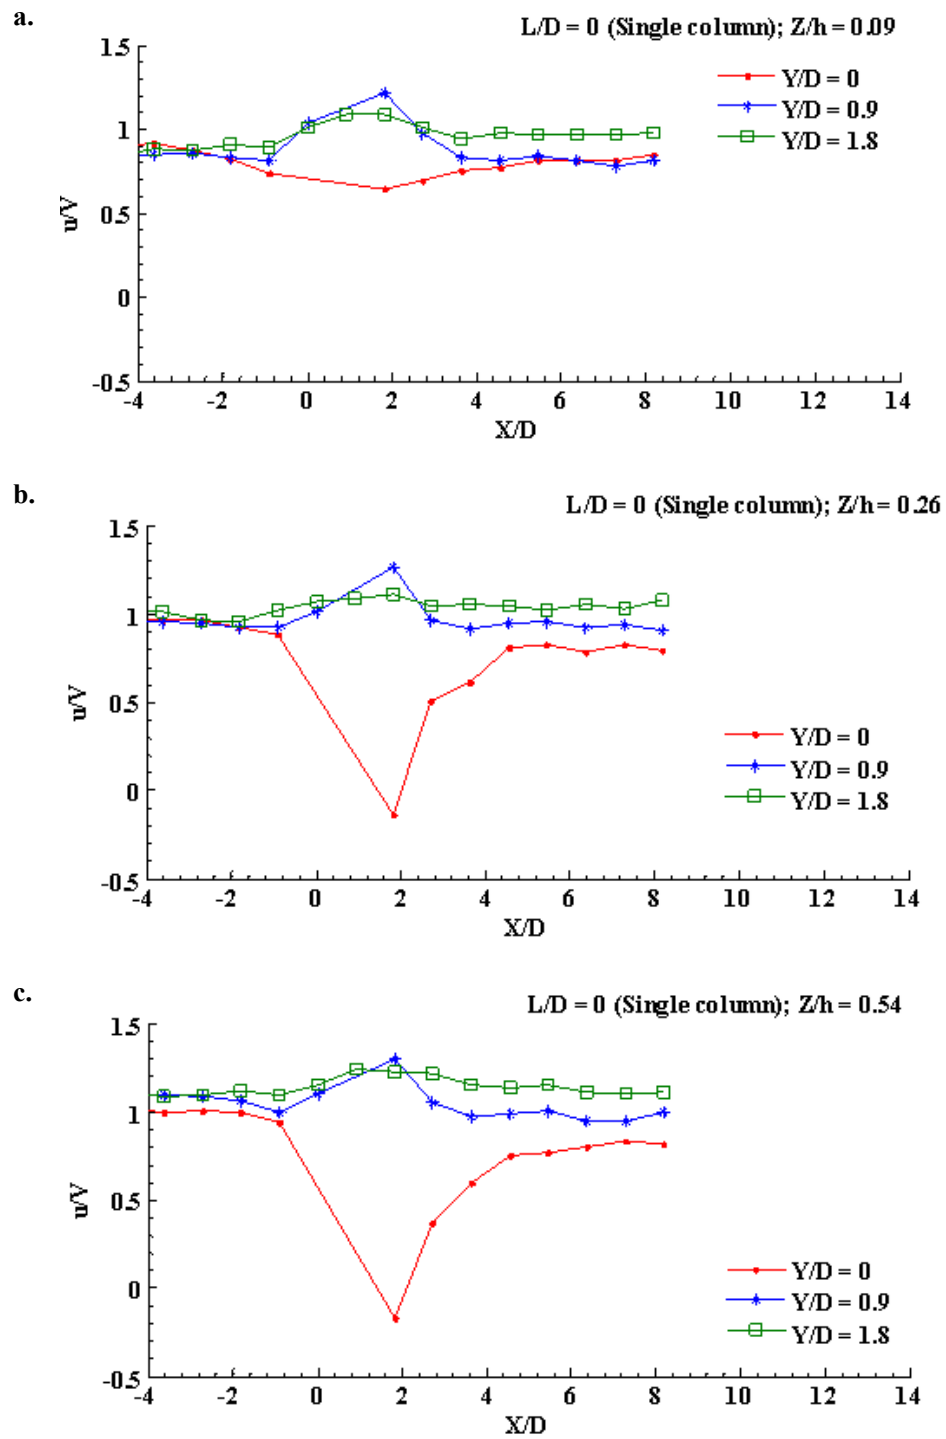 a.
L/D = 0 (Single column); Z/h = 0.09
1.5
1
0.5
0
-0.5
u/V
Y/D = 0
Y/D = 0.9
Y/D = 1.8
-4 -2 0 2 4 6 8 10 12 14
X/D
b.
L/D = 0 (Single column); Z/h = 0.26
1.5
1
0.5
0
-0.5
u/V
Y/D = 0
Y/D = 0.9
Y/D = 1.8
-4 -2 0 2 4 6 8 10 12 14
X/D
c.
L/D = 0 (Single column); Z/h = 0.54
1.5
1
0.5
0
-0.5
u/V
Y/D = 0
Y/D = 0.9
Y/D = 1.8
-4 -2 0 2 4 6 8 10 12 14
X/D